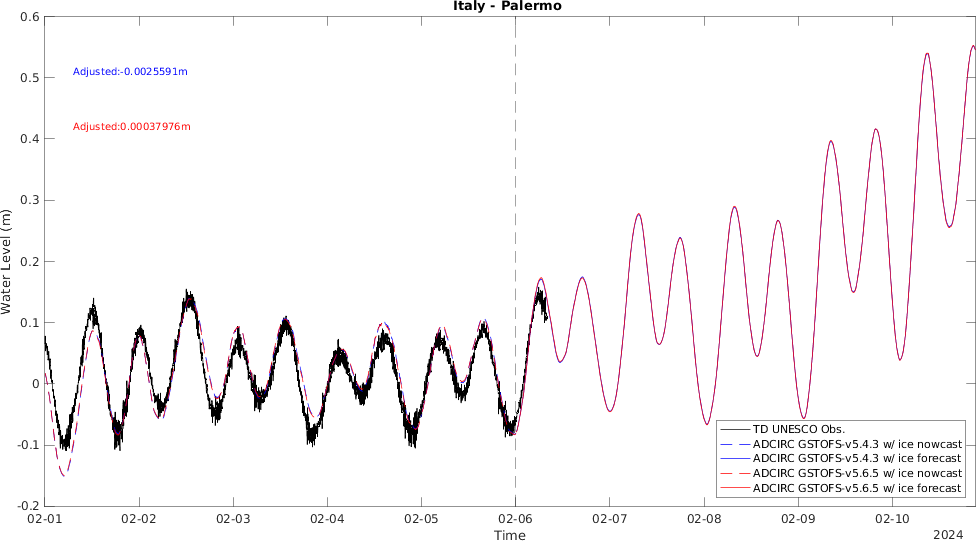 Italy - Palermo
0.6
0.5
0.4
0.3
0.2
0.1
0
-0.1
-0.2
Water Level (m)
Adjusted:-0.0025591m
Adjusted:0.00037976m
TD UNESCO Obs.
ADCIRC GSTOFS-v5.4.3 w/ ice nowcast
ADCIRC GSTOFS-v5.4.3 w/ ice forecast
ADCIRC GSTOFS-v5.6.5 w/ ice nowcast
ADCIRC GSTOFS-v5.6.5 w/ ice forecast
02-01 02-02 02-03 02-04 02-05 02-06 02-07 02-08 02-09 02-10
Time
2024